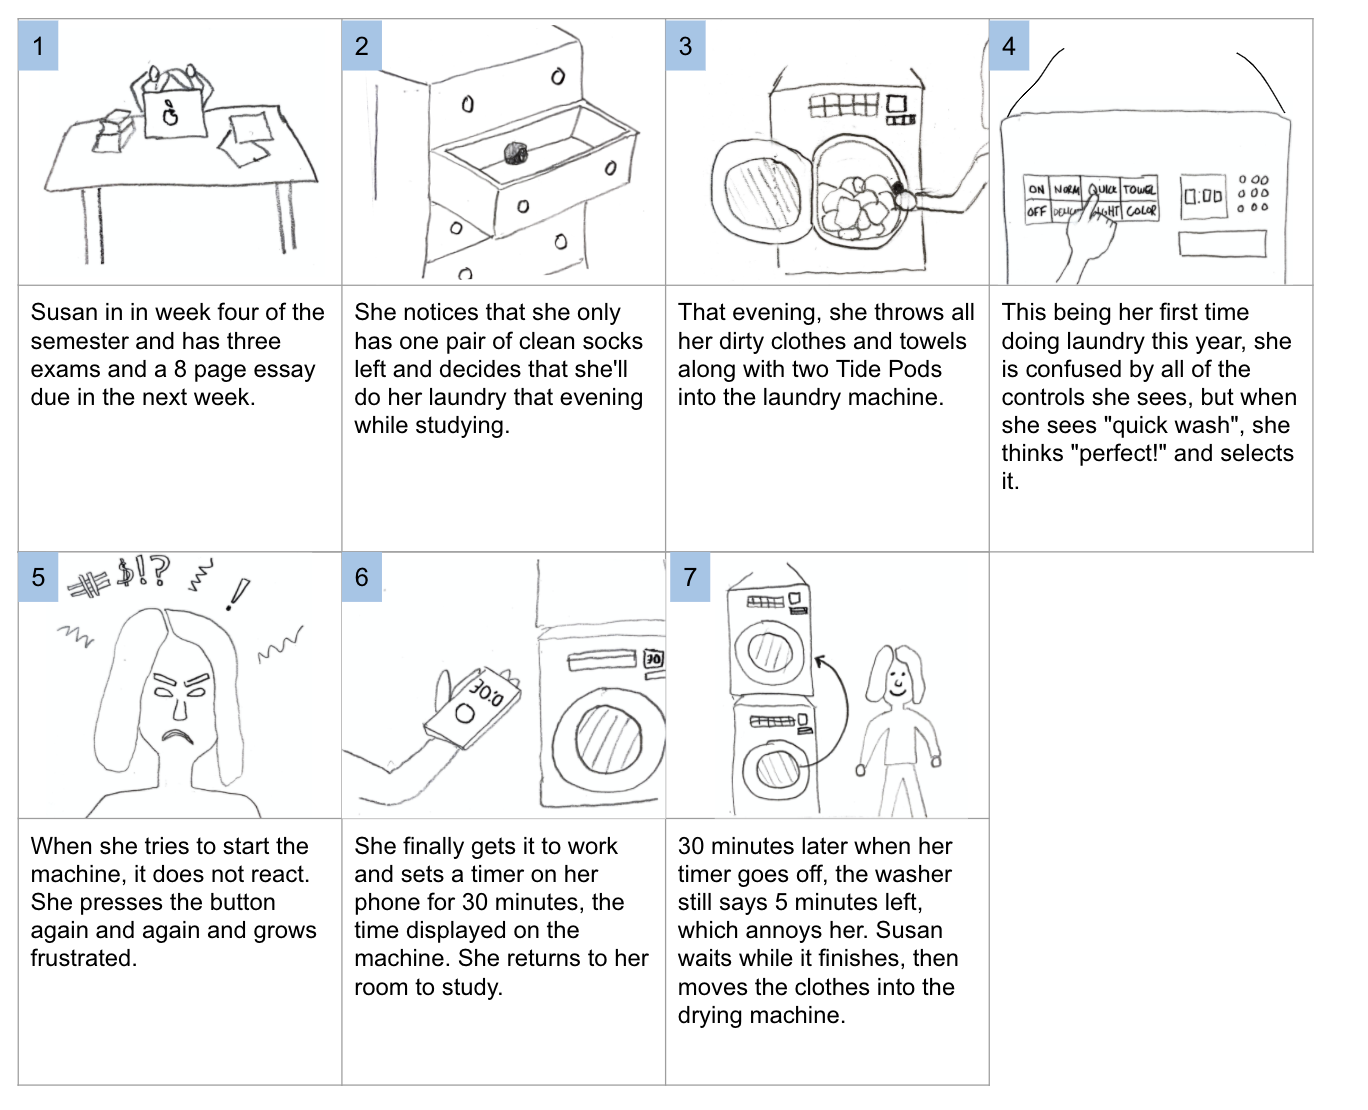 1
Susan in in week four of the
semester and has three
exams and a 8 page essay
due in the next week.
2
She notices that she only
has one pair of clean socks
left and decides that she'll
do her laundry that evening
while studying.
3
That evening, she throws all
her dirty clothes and towels
along with two Tide Pods
into the laundry machine.
4
ON NORM QUICK TOWEL
OFF COLOR
0:00
This being her first time
doing laundry this year, she
is confused by all of the
controls she sees, but when
she sees "quick wash", she
thinks "perfect!" and selects
it.
5
#$!?
!
When she tries to start the
machine, it does not react.
She presses the button
again and again and grows
frustrated.
6
30:0
30
She finally gets it to work
and sets a timer on her
phone for 30 minutes, the
time displayed on the
machine. She returns to her
room to study.
7
30 minutes later when her
timer goes off, the washer
still says 5 minutes left,
which annoys her. Susan
waits while it finishes, then
moves the clothes into the
drying machine.